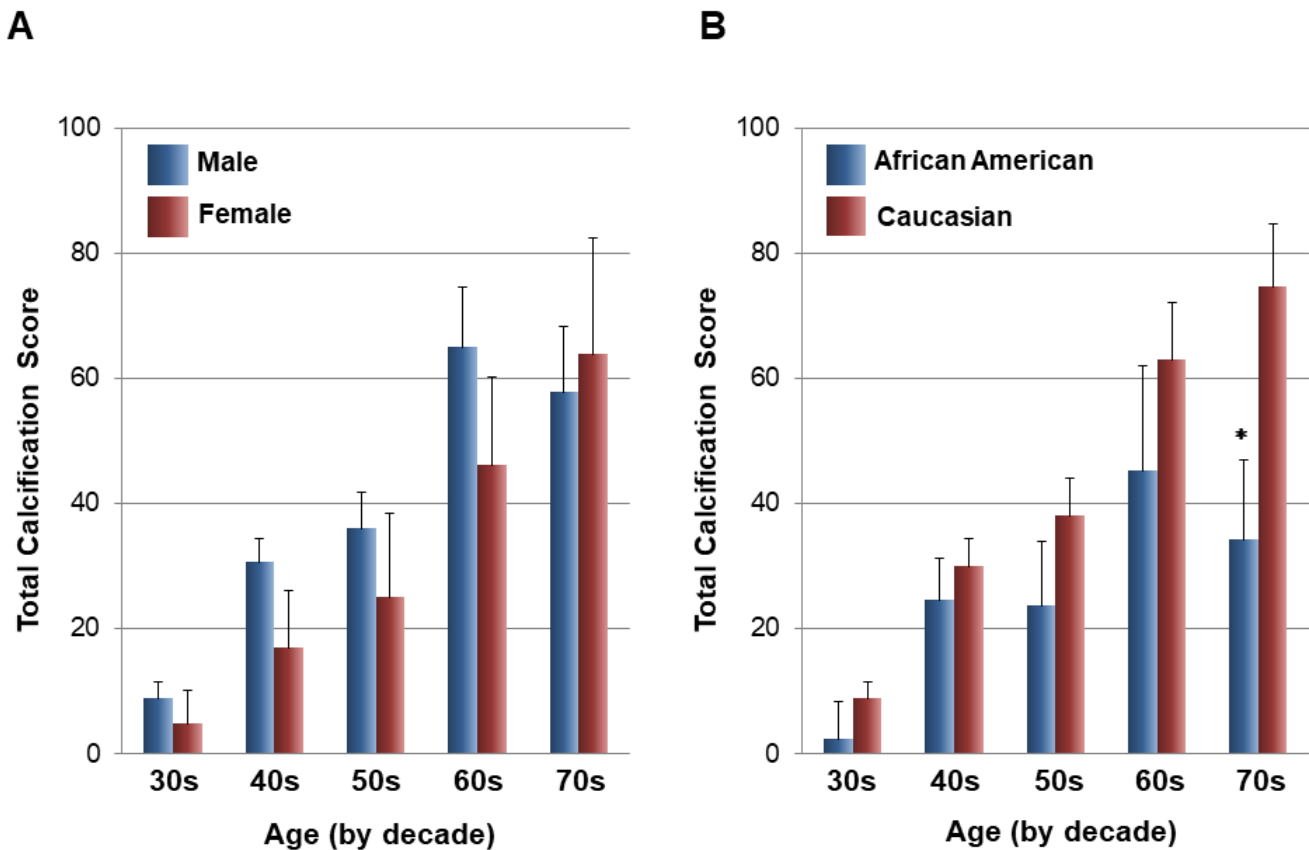 A
Total Calcification Score
100
80
60
40
20
0
Male
Female
30s 40s 50s 60s 70s
Age (by decade)
B
Total Calcification Score
100
80
60
40
20
0
African American
Caucasian
*
30s 40s 50s 60s 70s
Age (by decade)